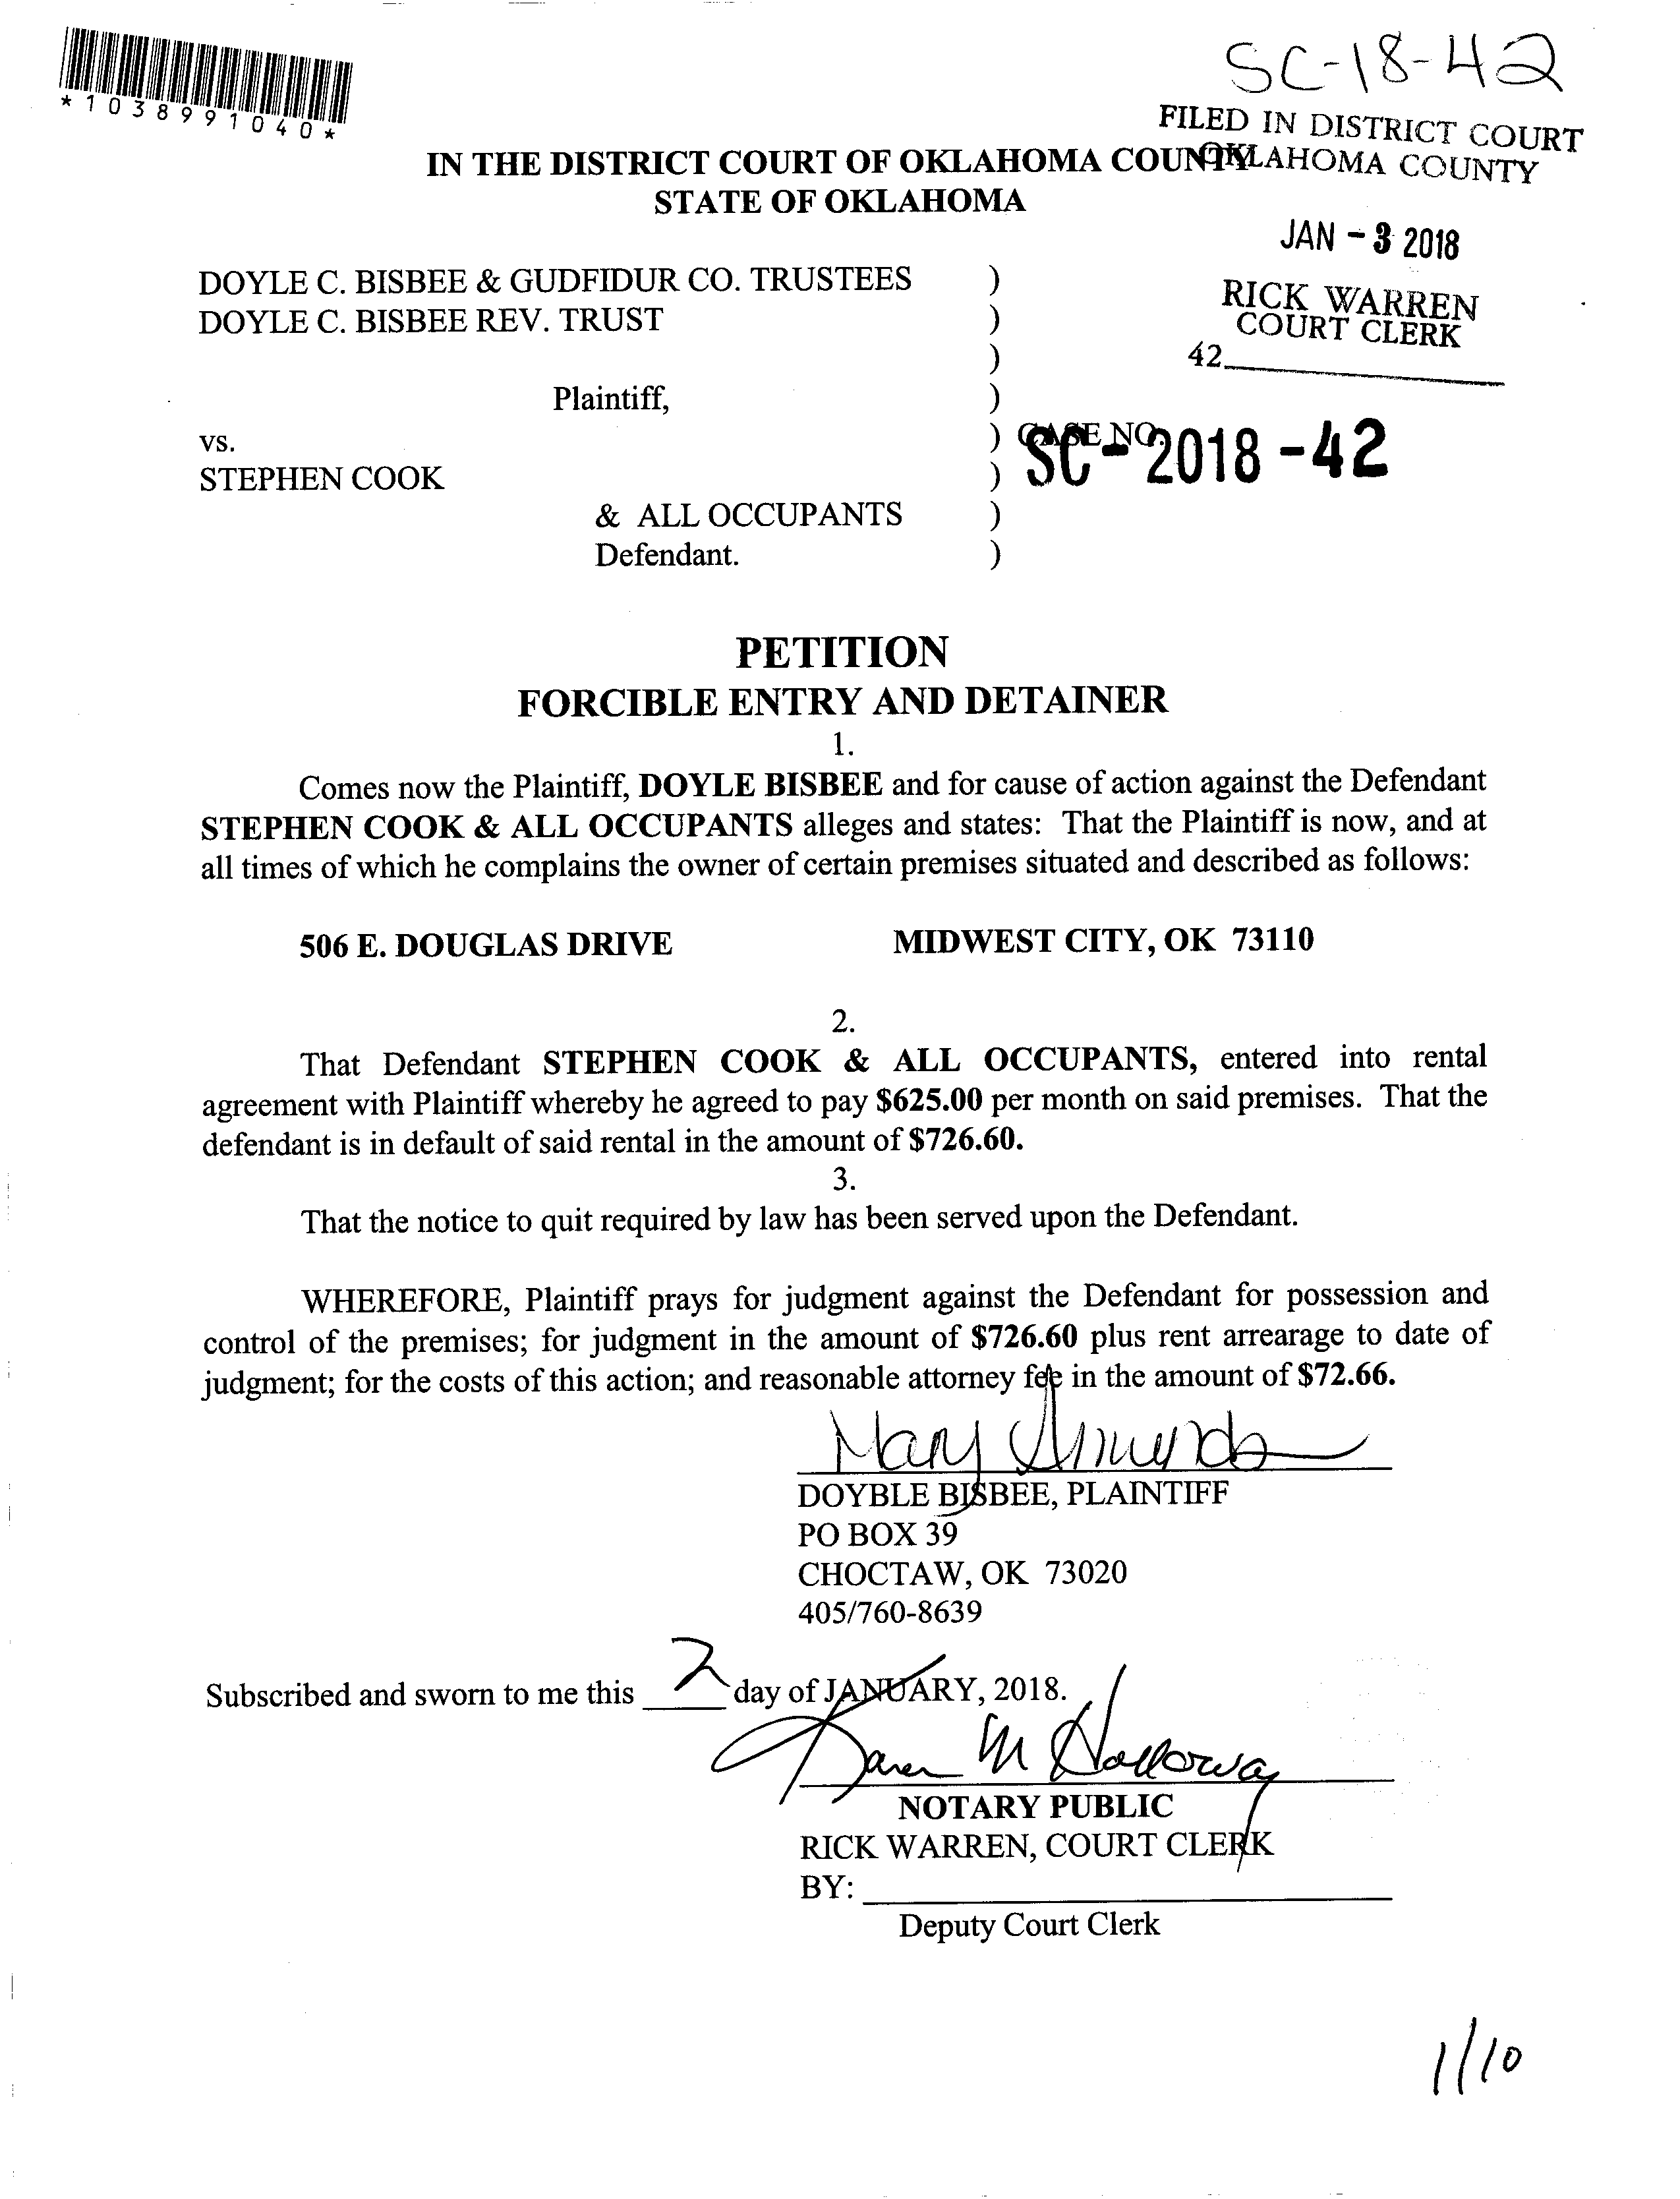 SC-18-42
*1038991040*
FILED IN DISTRICT COURT
OKLAHOMA COUNTY
IN THE DISTRICT COURT OF OKLAHOMA COUNTY
STATE OF OKLAHOMA
JAN - 3 2018
RICK WARREN
COURT CLERK
42
DOYLE C. BISBEE & GUDFIDUR CO. TRUSTEES )
DOYLE C. BISBEE REV. TRUST )
)
Plaintiff, )
vs. ) CASE NO.
SC-2018-42
STEPHEN COOK )
& ALL OCCUPANTS )
Defendant. )
PETITION
FORCIBLE ENTRY AND DETAINER
1.
Comes now the Plaintiff, DOYLE BISBEE and for cause of action against the Defendant
STEPHEN COOK & ALL OCCUPANTS alleges and states: That the Plaintiff is now, and at
all times of which he complains the owner of certain premises situated and described as follows:
506 E. DOUGLAS DRIVE MIDWEST CITY, OK 73110
2.
That Defendant STEPHEN COOK & ALL OCCUPANTS, entered into rental
agreement with Plaintiff whereby he agreed to pay $625.00 per month on said premises. That the
defendant is in default of said rental in the amount of $726.60.
3.
That the notice to quit required by law has been served upon the Defendant.
WHEREFORE, Plaintiff prays for judgment against the Defendant for possession and
control of the premises; for judgment in the amount of $726.60 plus rent arrearage to date of
judgment; for the costs of this action; and reasonable attorney fee in the amount of $72.66.
Mary
DOYBLE BISBEE, PLAINTIFF
PO BOX 39
CHOCTAW, OK 73020
405/760-8639
Subscribed and sworn to me this 2 day of JANUARY, 2018.
Karen M Holloway
NOTARY PUBLIC
RICK WARREN, COURT CLERK
BY:
Deputy Court Clerk
1/10